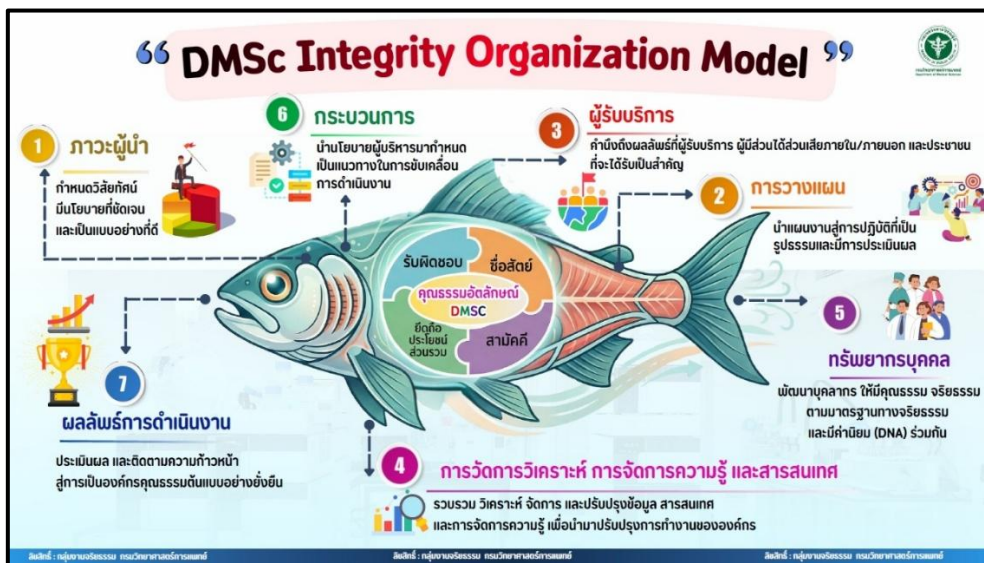 “ DMSc Integrity Organization Model ”
กรมวิทยาศาสตร์การแพทย์
Department of Medical Sciences
1 ภาวะผู้นำ
กำหนดวิสัยทัศน์
มีนโยบายที่ชัดเจน
และเป็นแบบอย่างที่ดี
6 กระบวนการ
นำนโยบายผู้บริหารมากำหนด
เป็นแนวทางในการขับเคลื่อน
การดำเนินงาน
3 ผู้รับบริการ
คำนึงถึงผลลัพธ์ที่ผู้รับบริการ ผู้มีส่วนได้ส่วนเสียภายใน/ภายนอก และประชาชน
ที่จะได้รับเป็นสำคัญ
2 การวางแผน
นำแผนงานสู่การปฏิบัติที่เป็น
รูปธรรมและมีการประเมินผล
รับผิดชอบ
ซื่อสัตย์
คุณธรรมอัตลักษณ์
DMSC
ยึดถือ
ประโยชน์
ส่วนรวม
สามัคคี
5
ทรัพยากรบุคคล
พัฒนาบุคลากร ให้มีคุณธรรม จริยธรรม
ตามมาตรฐานทางจริยธรรม
และมีค่านิยม (DNA) ร่วมกัน
7
ผลลัพธ์การดำเนินงาน
ประเมินผล และติดตามความก้าวหน้า
สู่การเป็นองค์กรคุณธรรมต้นแบบอย่างยั่งยืน
4 การวัดการวิเคราะห์ การจัดการความรู้ และสารสนเทศ
รวบรวม วิเคราะห์ จัดการ และปรับปรุงข้อมูล สารสนเทศ
และการจัดการความรู้ เพื่อนำมาปรับปรุงการทำงานขององค์กร
ลิขสิทธิ์ : กลุ่มงานจริยธรรม กรมวิทยาศาสตร์การแพทย์
ลิขสิทธิ์ : กลุ่มงานจริยธรรม กรมวิทยาศาสตร์การแพทย์
ลิขสิทธิ์ : กลุ่มงานจริยธรรม กรมวิทยาศาสตร์การแพทย์